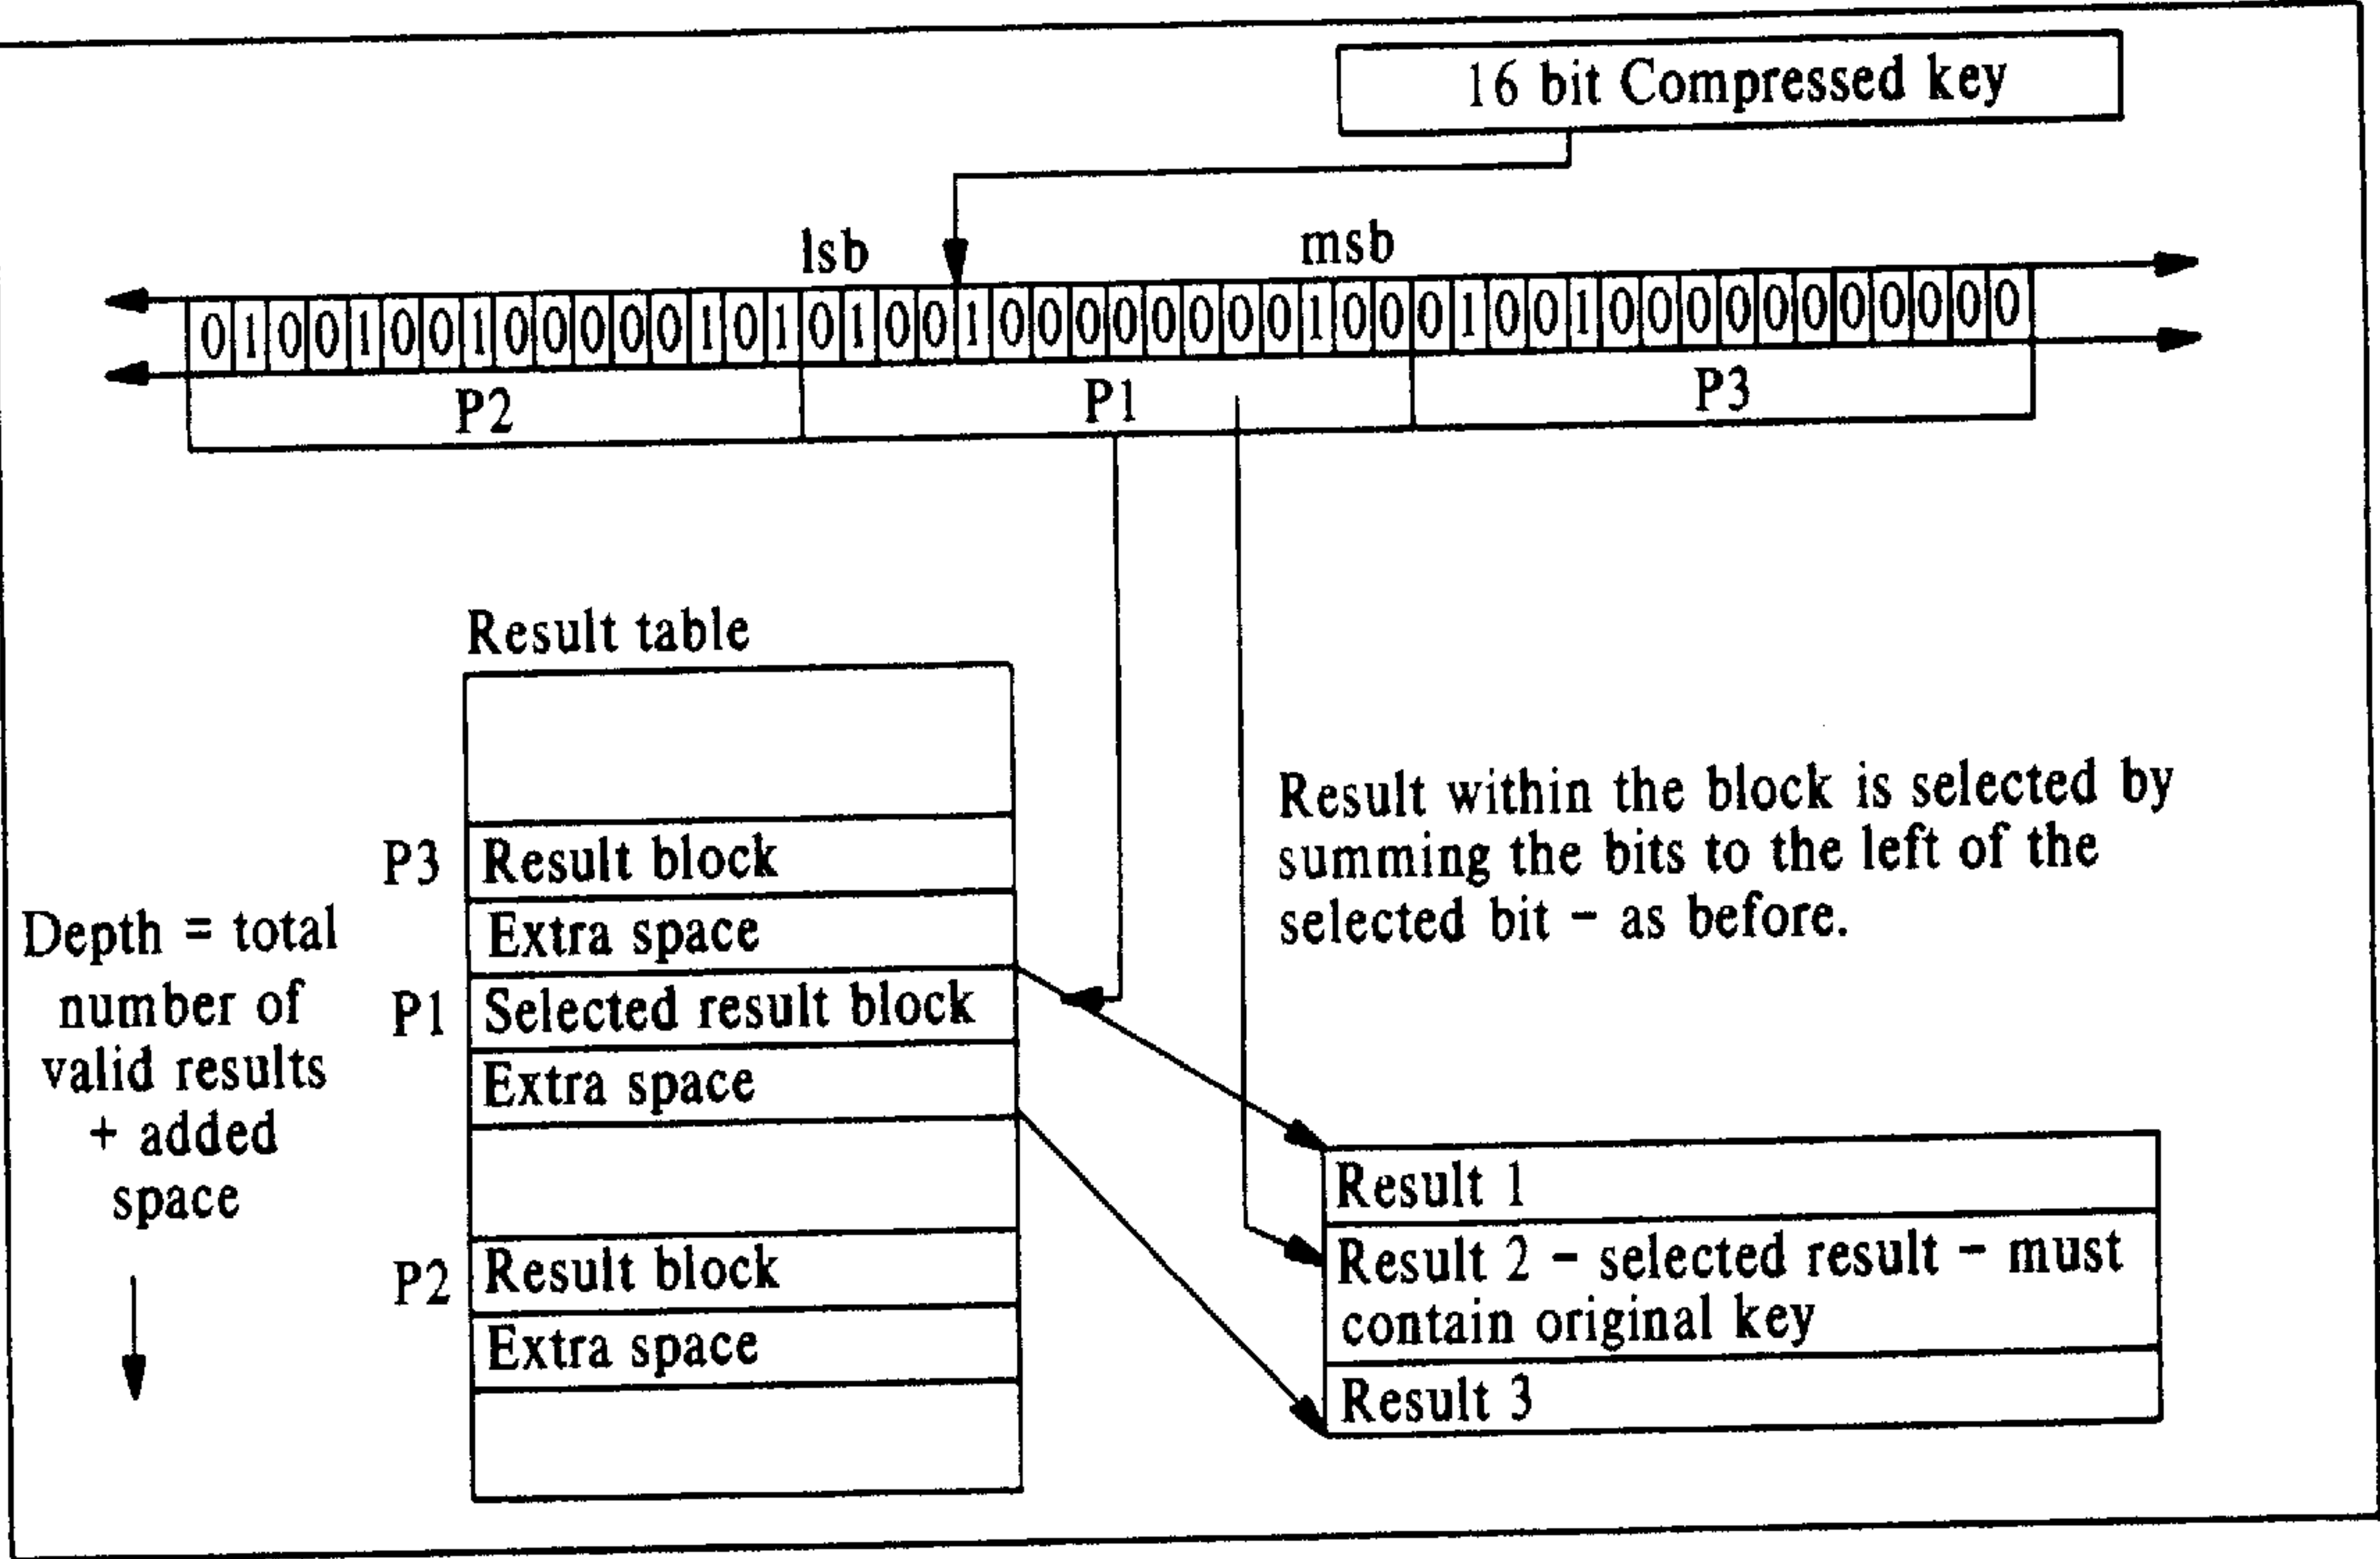 16 bit Compressed key
lsb
msb
0 1 0 0 1 0 0 1 0 0 0 0 0 1 0 1 0 1 0 0 1 0 0 0 0 0 0 0 0 1 0 0 0 1 0 0 1 0 0 0 0 0 0 0 0 0 0 0
P2
P1
P3
Result table
P3
Result block
Extra space
P1
Selected result block
Extra space
P2
Result block
Extra space
Depth = total
number of
valid results
+ added
space
Result within the block is selected by
summing the bits to the left of the
selected bit - as before.
Result 1
Result 2 - selected result - must
contain original key
Result 3